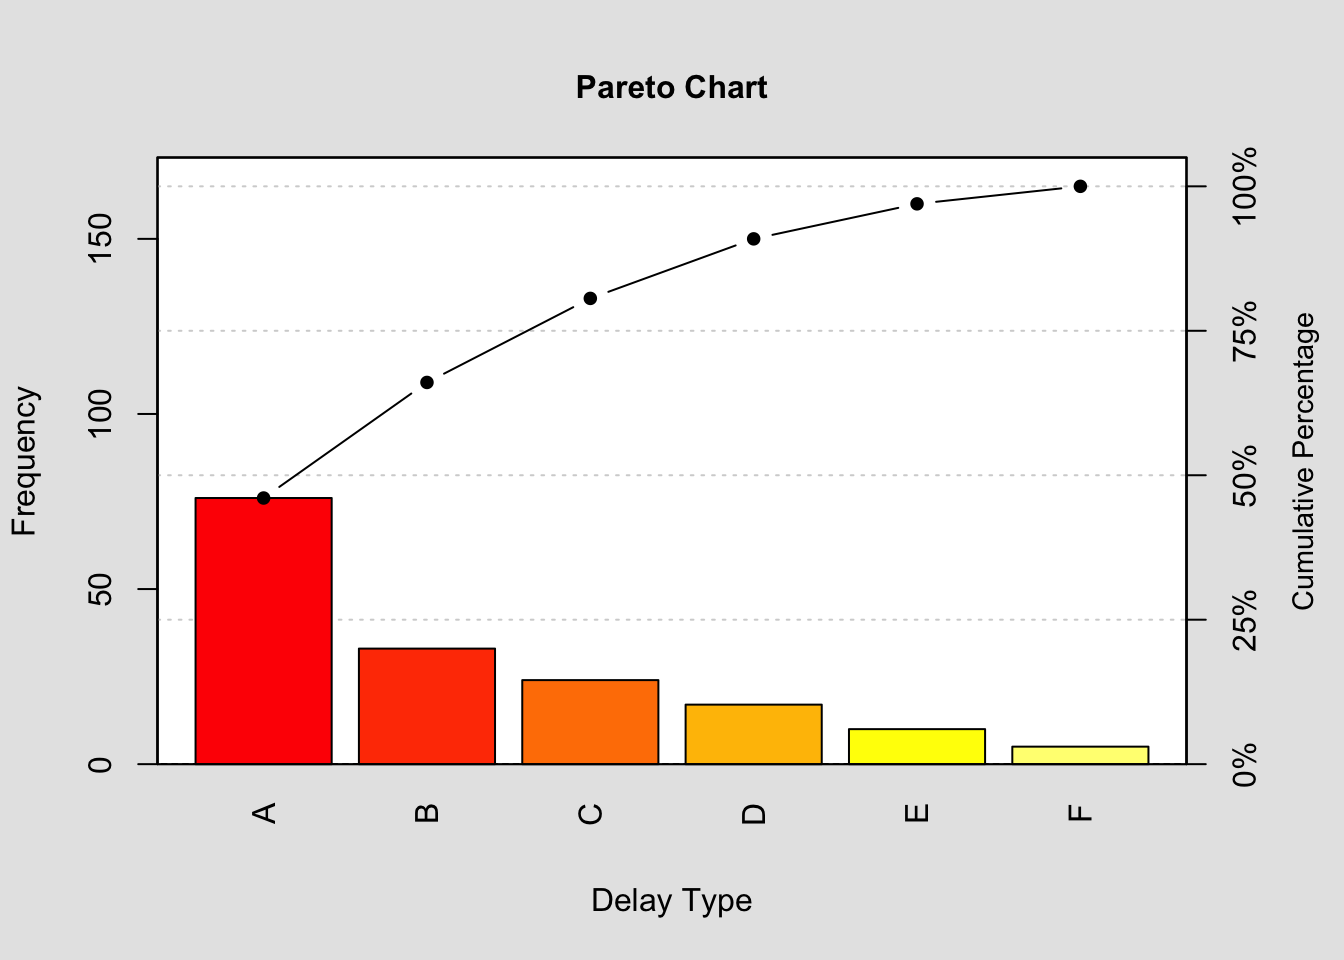 Pareto Chart
Frequency
0
50
100
150
0%
25%
50%
75%
100%
Cumulative Percentage
A
B
C
D
E
F
Delay Type